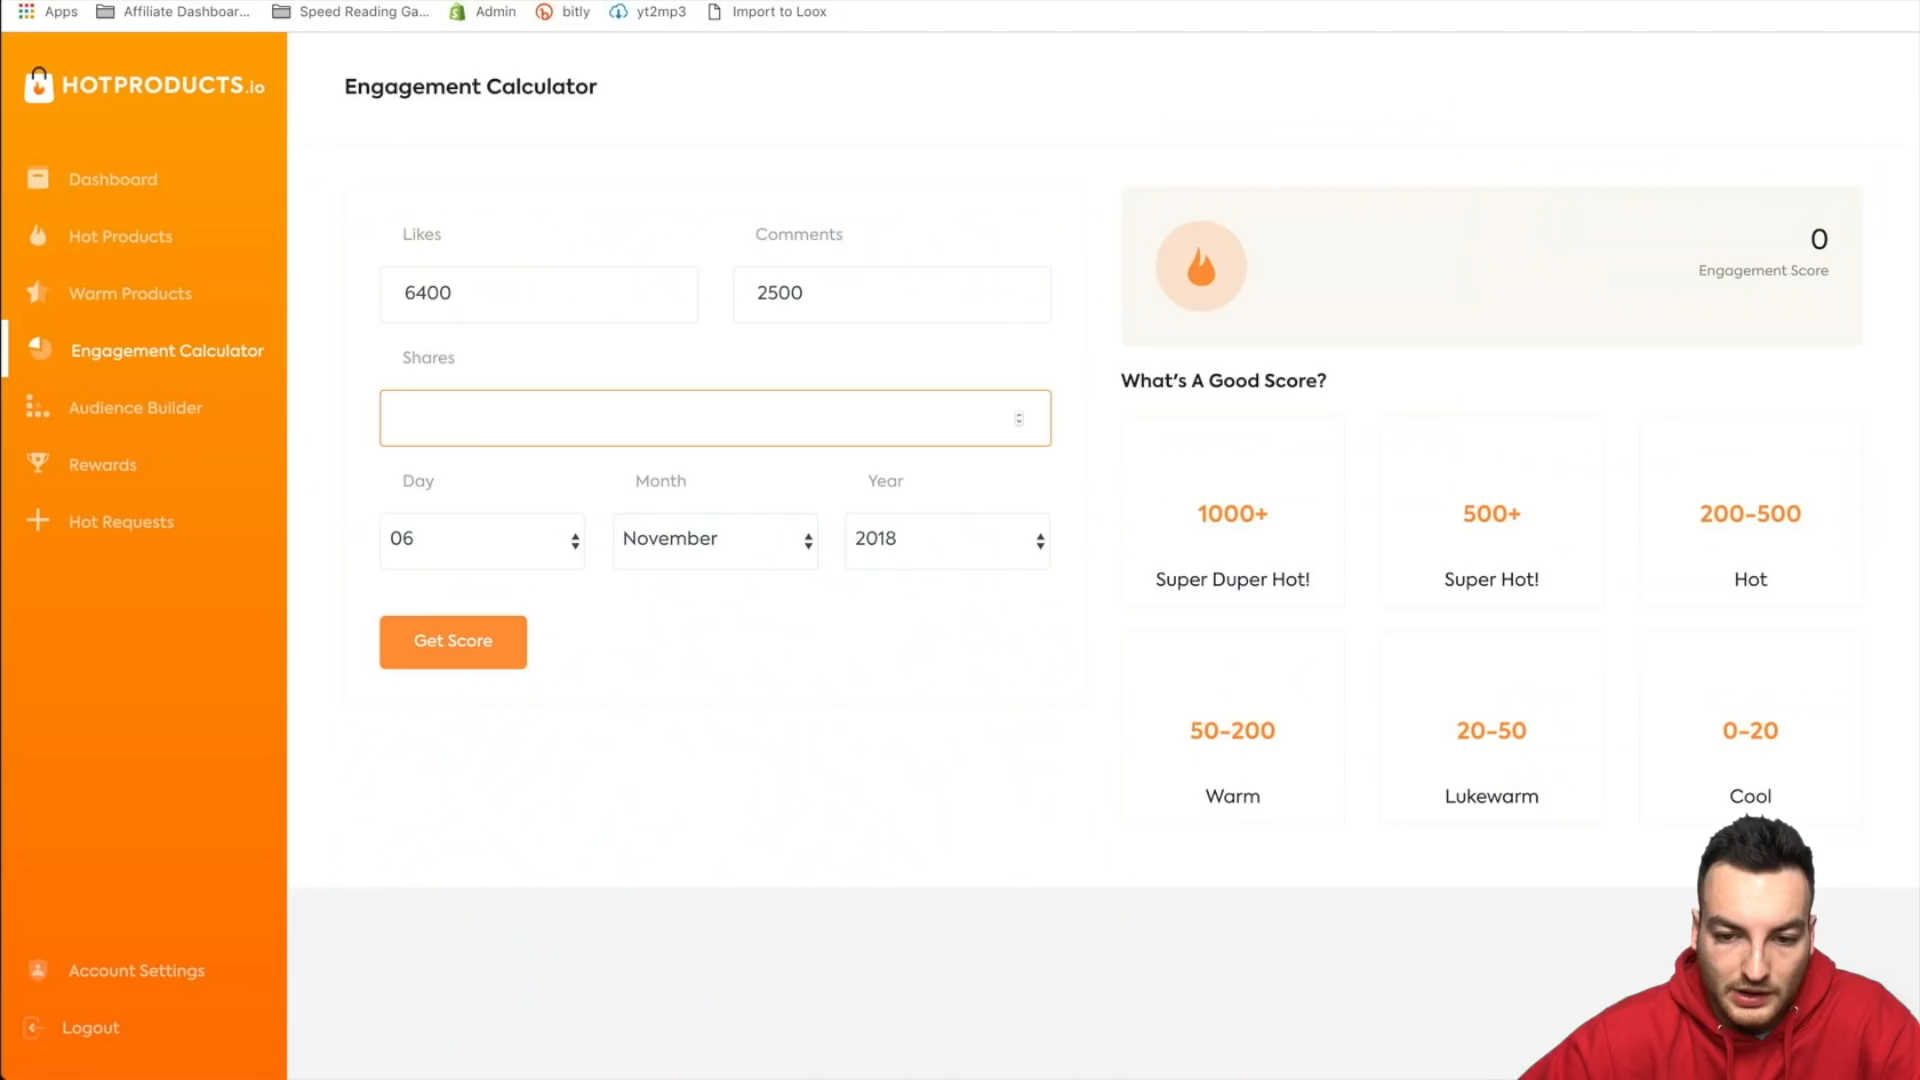 Apps
Affiliate Dashboar...
Speed Reading Ga...
Admin
bitly
yt2mp3
Import to Loox
HOTPRODUCTS.io
Dashboard
Hot Products
Warm Products
Engagement Calculator
Audience Builder
Rewards
Hot Requests
Account Settings
Logout
Engagement Calculator
Likes
Comments
6400
2500
Shares
Day
Month
Year
06
November
2018
Get Score
0
Engagement Score
What's A Good Score?
1000+
Super Duper Hot!
500+
Super Hot!
200-500
Hot
50-200
Warm
20-50
Lukewarm
0-20
Cool